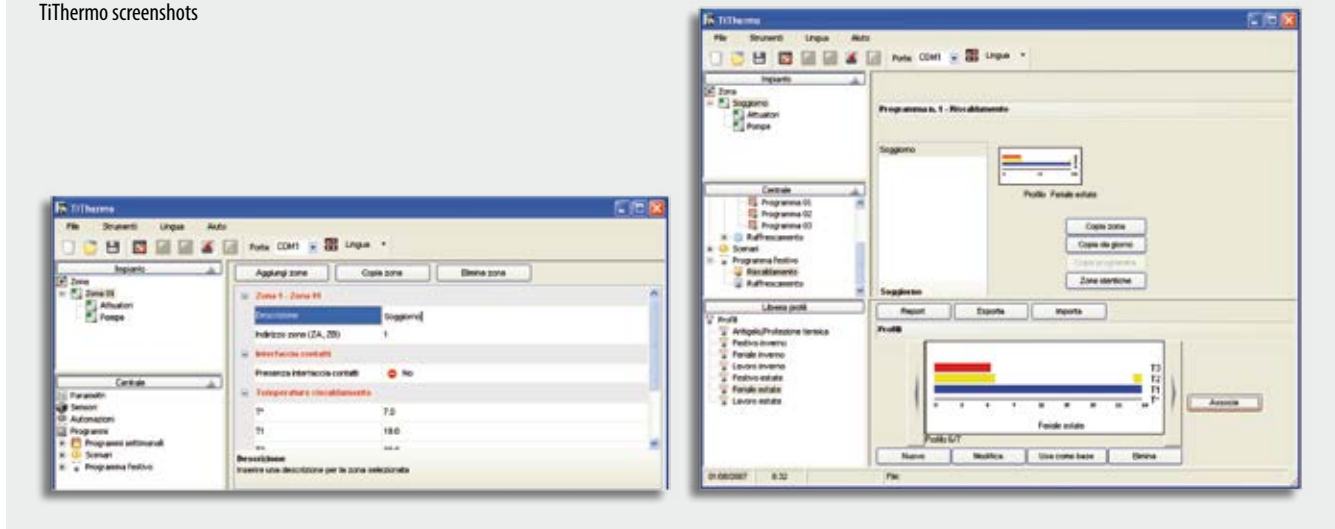 TiThermo screenshots
TiThermo
File Strumenti Lingua Aiuto
Porta: COM1 Lingua
Impianto
Zone
Zona 01
Attuatori
Pompe
Centrale
Parametri
Sensori
Automazioni
Programmi
Programmi settimanali
Scenari
Programma festivo
Aggiungi zone Copia zona Elimina zona
Zona 1 - Zona 01
Descrizione Soggiorno
Indirizzo zona (ZA, ZB) 1
Interfaccia contatti
Presenza interfaccia contatti No
Temperature riscaldamento
T* 7.0
T1 18.0
Descrizione
Inserire una descrizione per la zona selezionata
TiThermo
File Strumenti Lingua Aiuto
Porta: COM1 Lingua
Impianto
Zone
Soggiorno
Attuatori
Pompe
Centrale
Programma 01
Programma 02
Programma 03
Raffrescamento
Scenari
Programma festivo
Riscaldamento
Raffrescamento
Libreria profili
Profili
Antigelo/Protezione termica
Festivo inverno
Feriale inverno
Lavoro inverno
Festivo estate
Feriale estate
Lavoro estate
Programma n. 1 - Riscaldamento
Soggiorno
Profilo Feriale estate
Copia zona
Copia da giorno
Copia programma
Zone identiche
Soggiorno
Report Esporta Importa
Profili
T3
T2
T1
T*
Feriale estate
Profilo 6/7
Associa
Nuovo Modifica Usa come base Elimina
01/08/2007 8.32 File: